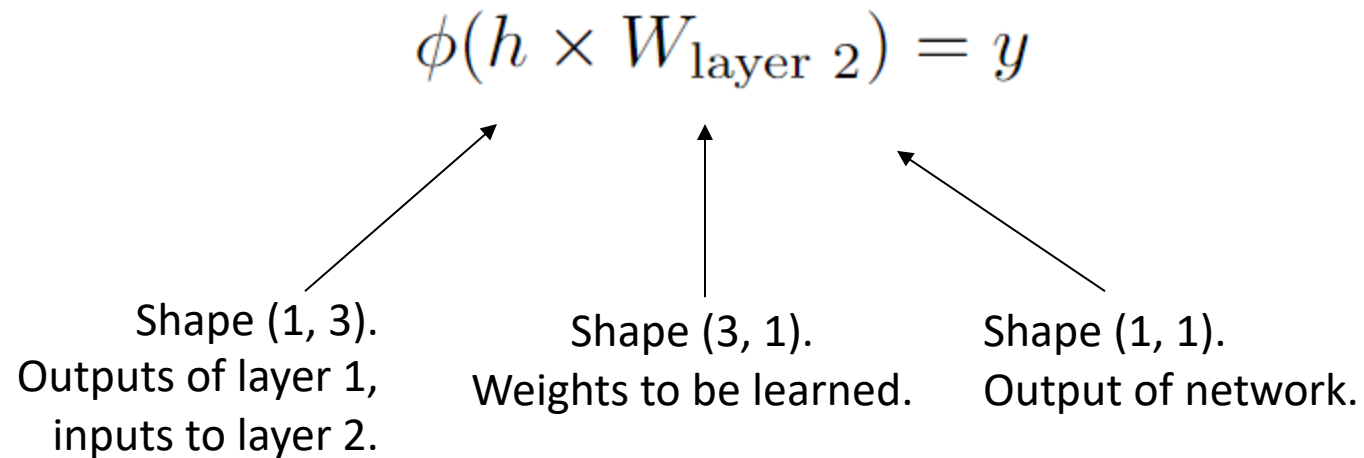 ϕ(h × W_layer 2) = y
Shape (1, 3).
Outputs of layer 1,
inputs to layer 2.
Shape (3, 1).
Weights to be learned.
Shape (1, 1).
Output of network.